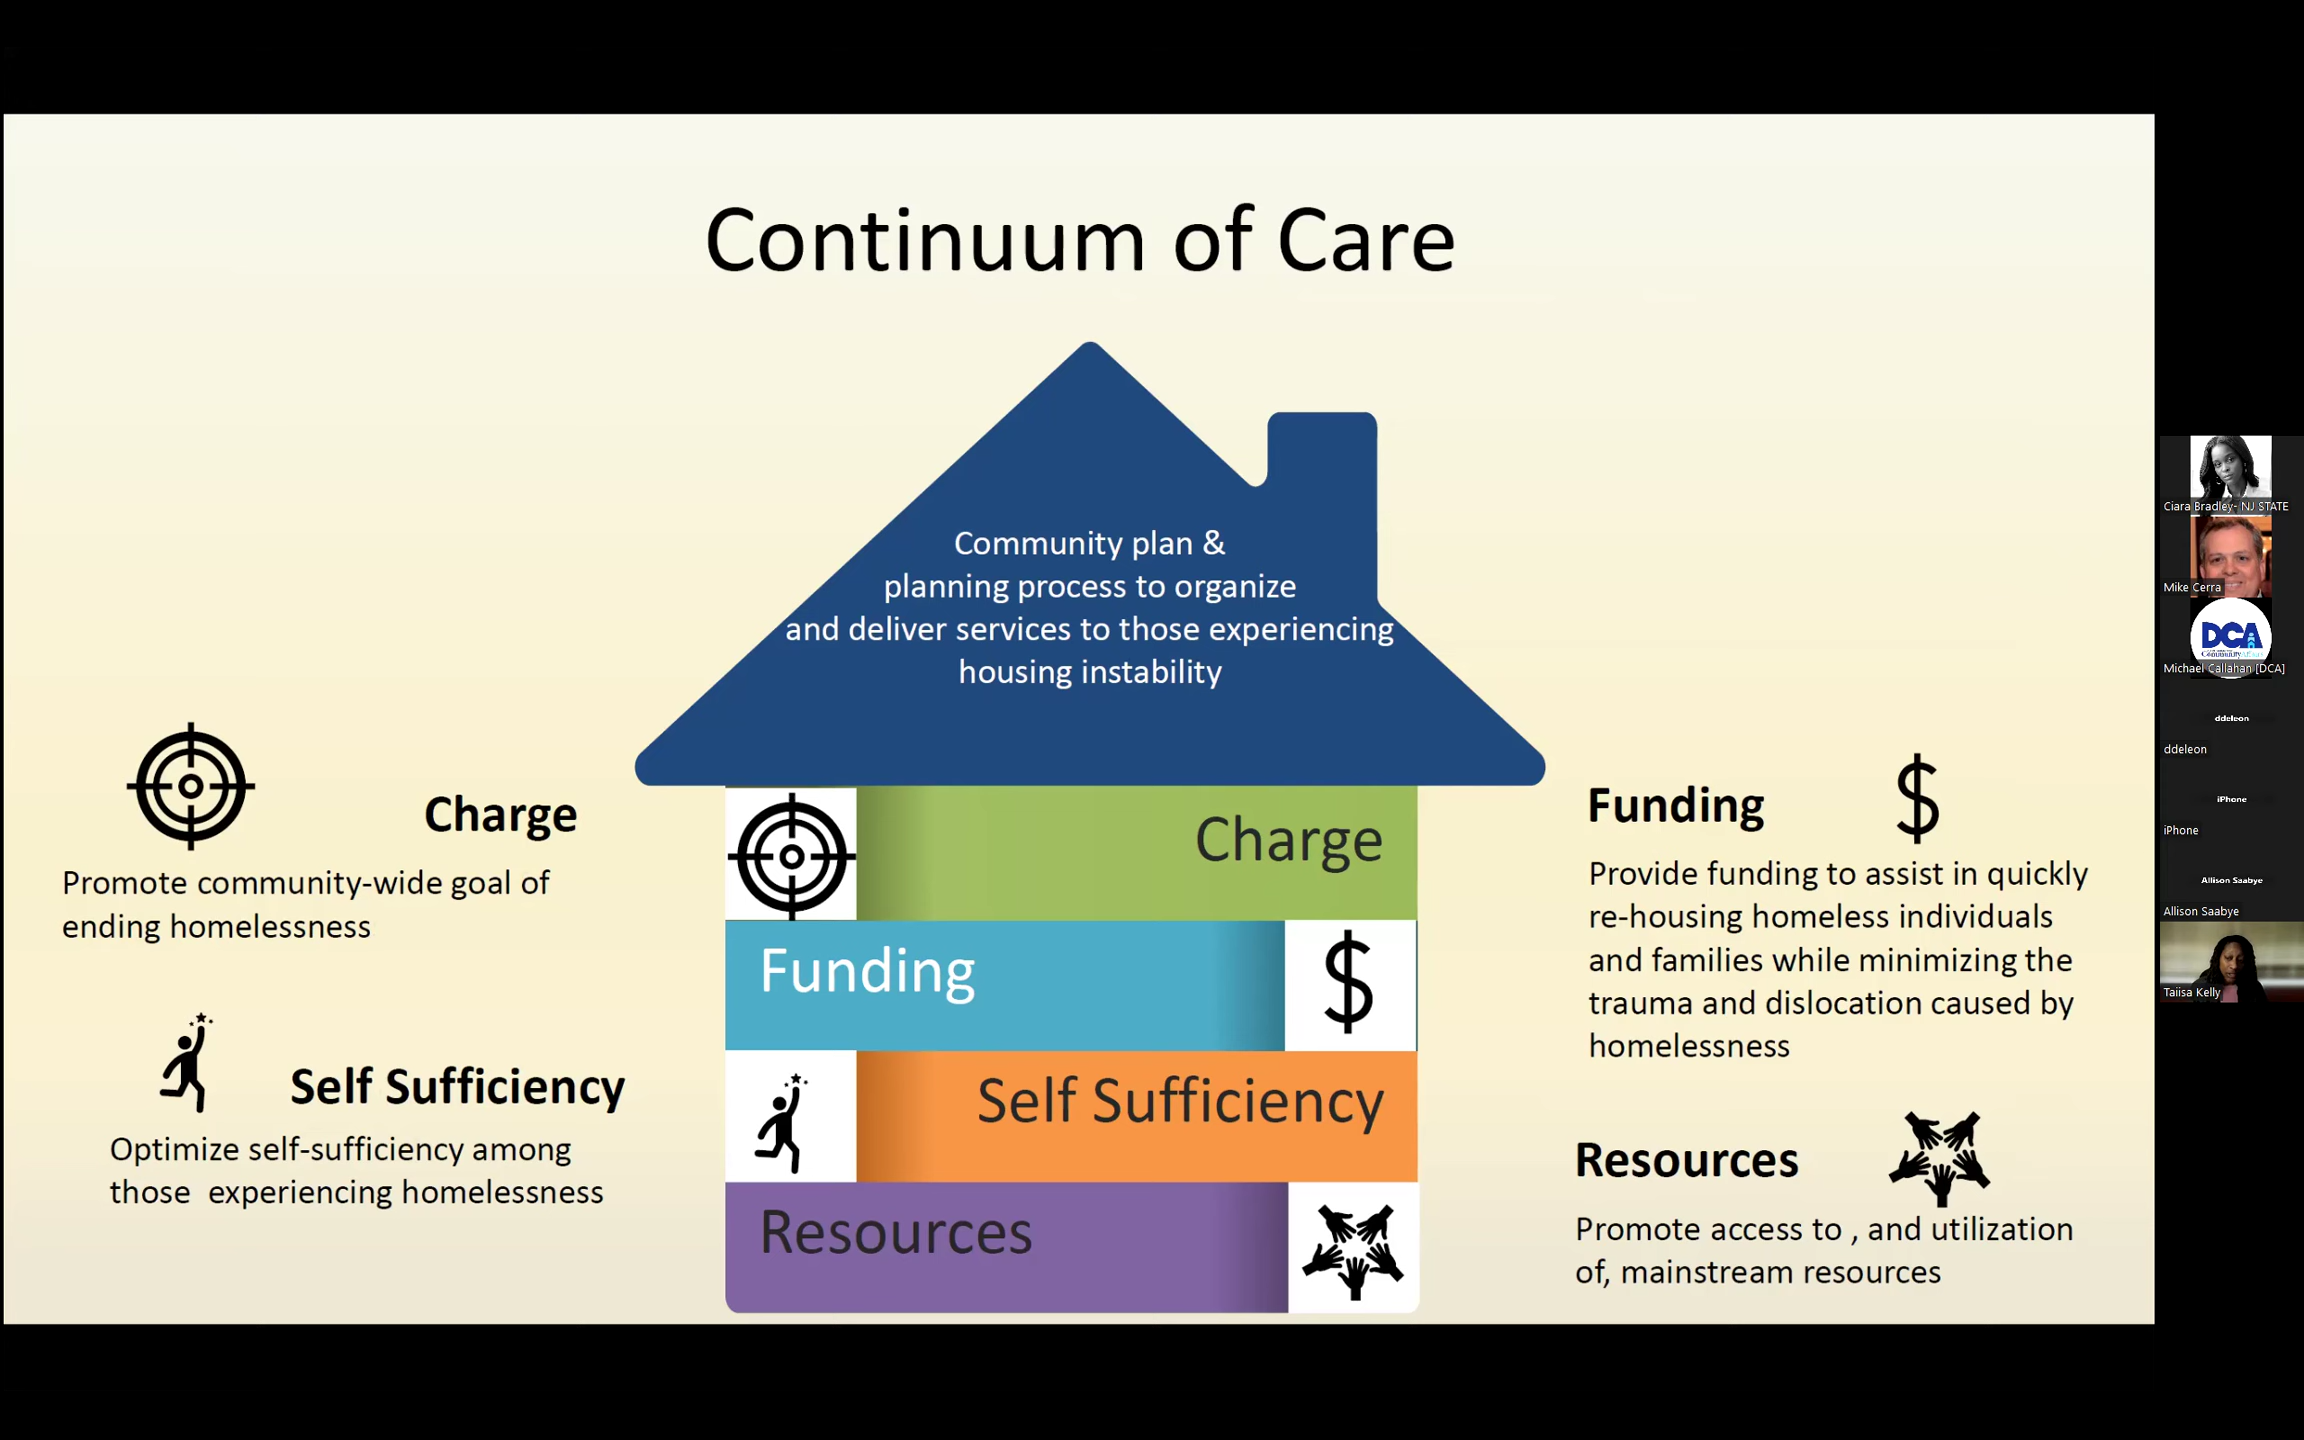 Continuum of Care
Community plan &
planning process to organize
and deliver services to those experiencing
housing instability
Charge
Promote community-wide goal of
ending homelessness
Self Sufficiency
Optimize self-sufficiency among
those  experiencing homelessness
Charge
Funding
$
Self Sufficiency
Resources
Funding
$
Provide funding to assist in quickly
re-housing homeless individuals
and families while minimizing the
trauma and dislocation caused by
homelessness
Resources
Promote access to , and utilization
of, mainstream resources
Ciara Bradley- NJ STATE
Mike Cerra
DCA
Community
Michael Callahan [DCA]
ddeleon
ddeleon
iPhone
iPhone
Allison Saabye
Allison Saabye
Taiisa Kelly